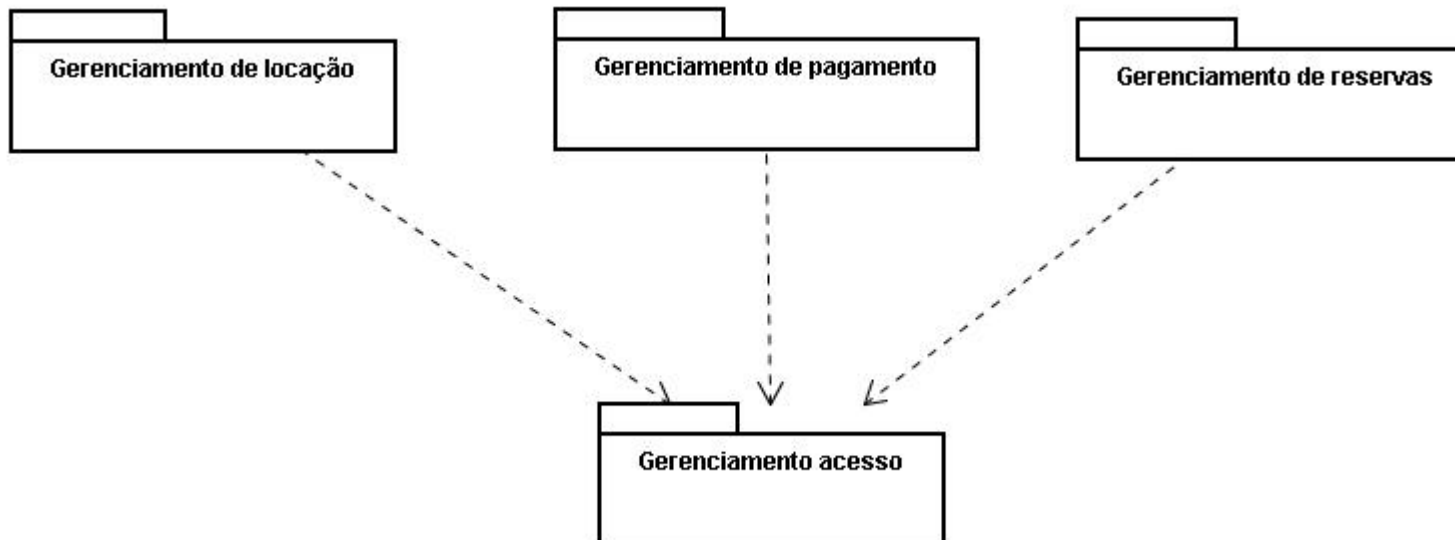 Gerenciamento de locação
Gerenciamento de pagamento
Gerenciamento de reservas
Gerenciamento acesso